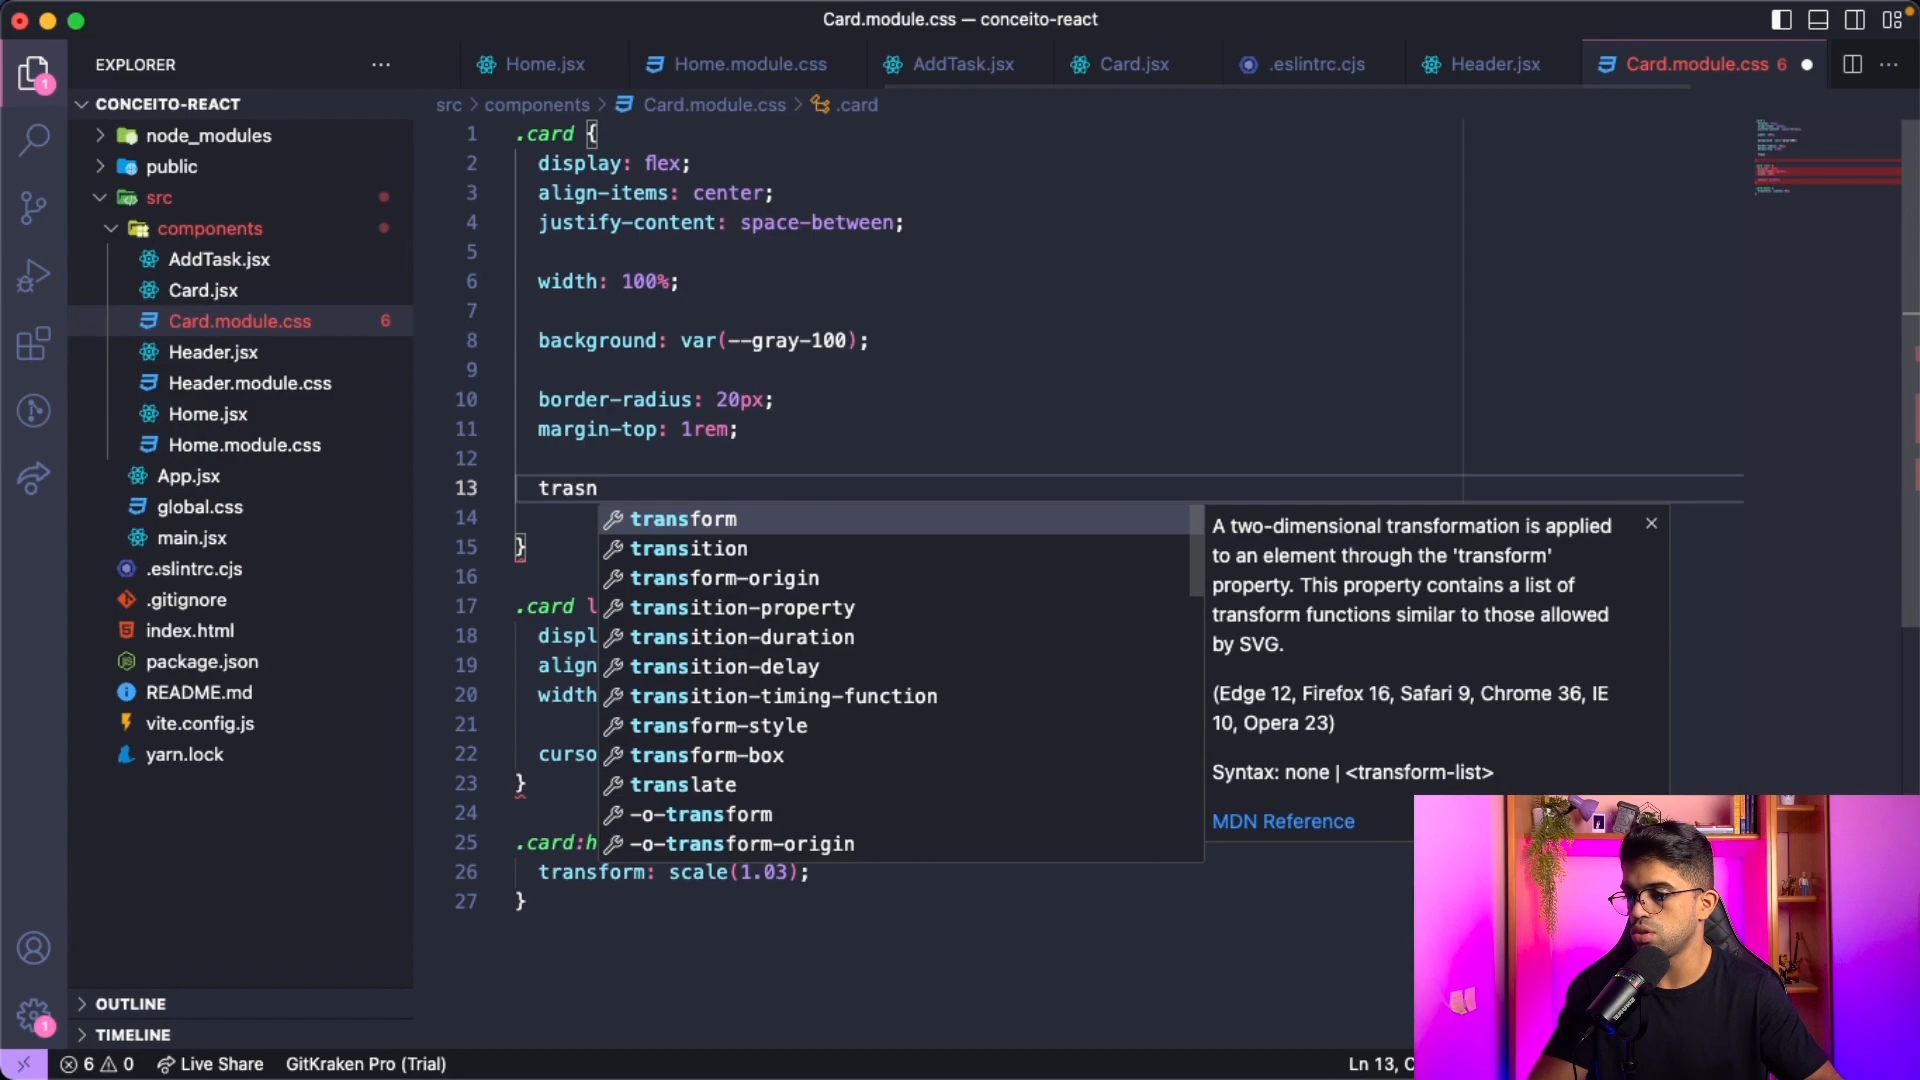 Card.module.css — conceito-react
EXPLORER
Home.jsx
Home.module.css
AddTask.jsx
Card.jsx
.eslintrc.cjs
Header.jsx
Card.module.css 6
CONCEITO-REACT
src > components > Card.module.css > .card
node_modules
public
src
components
AddTask.jsx
Card.jsx
Card.module.css 6
Header.jsx
Header.module.css
Home.jsx
Home.module.css
App.jsx
global.css
main.jsx
.eslintrc.cjs
.gitignore
index.html
package.json
README.md
vite.config.js
yarn.lock
OUTLINE
TIMELINE
1 .card {
2 display: flex;
3 align-items: center;
4 justify-content: space-between;
5
6 width: 100%;
7
8 background: var(--gray-100);
9
10 border-radius: 20px;
11 margin-top: 1rem;
12
13 trasn
14
15 }
16
17 .card l
18 displ
19 align
20 width
21
22 curso
23 }
24
25 .card:h
26 transform: scale(1.03);
27 }
transform
transition
transform-origin
transition-property
transition-duration
transition-delay
transition-timing-function
transform-style
transform-box
translate
-o-transform
-o-transform-origin
A two-dimensional transformation is applied
to an element through the 'transform'
property. This property contains a list of
transform functions similar to those allowed
by SVG.
(Edge 12, Firefox 16, Safari 9, Chrome 36, IE
10, Opera 23)
Syntax: none | <transform-list>
MDN Reference
1
1
6 0 Live Share GitKraken Pro (Trial)
Ln 13, C